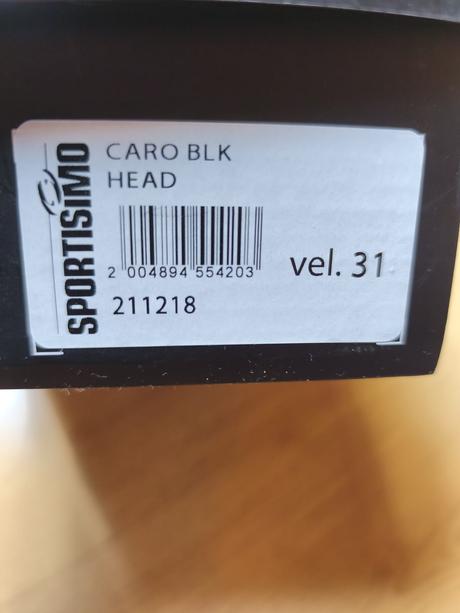 SPORTISIMO
CARO BLK
HEAD
2 004894 554203
vel. 31
211218